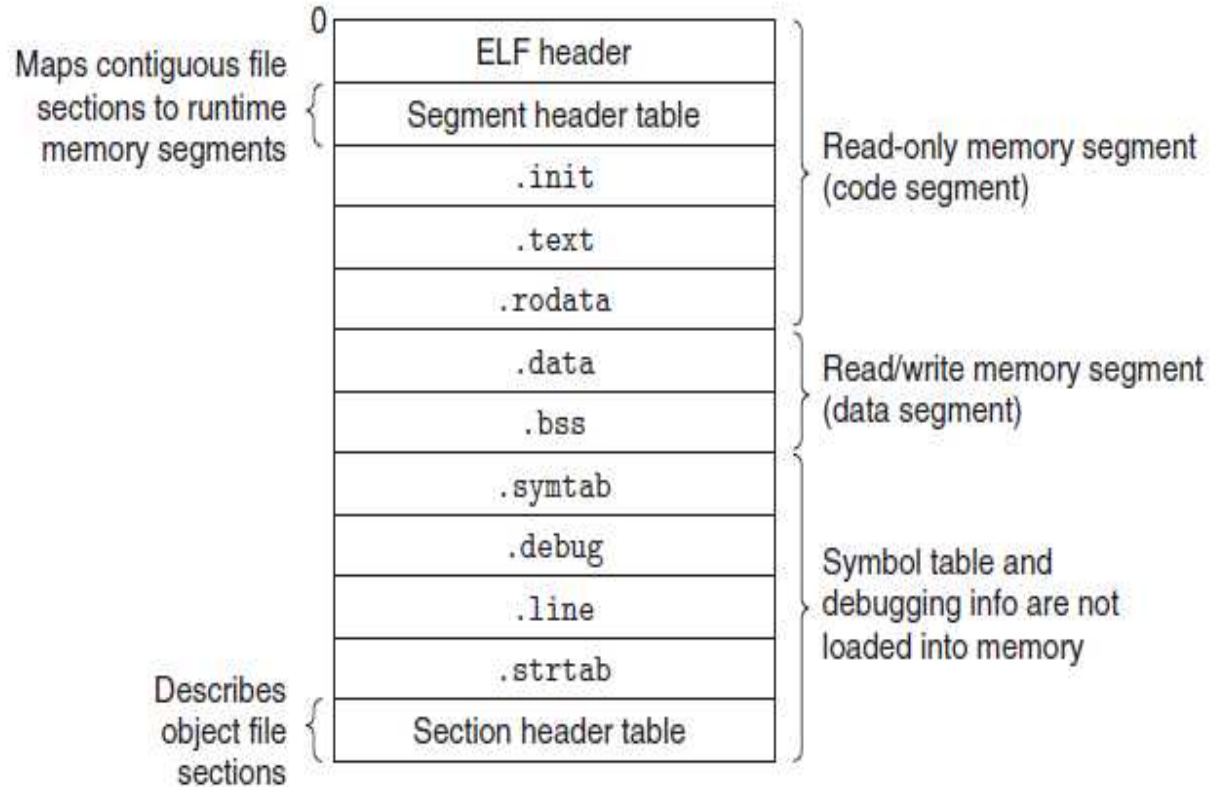 0
Maps contiguous file
sections to runtime
memory segments
ELF header
Segment header table
.init
.text
.rodata
Read-only memory segment
(code segment)
.data
.bss
Read/write memory segment
(data segment)
.symtab
.debug
.line
.strtab
Symbol table and
debugging info are not
loaded into memory
Describes
object file
sections
Section header table